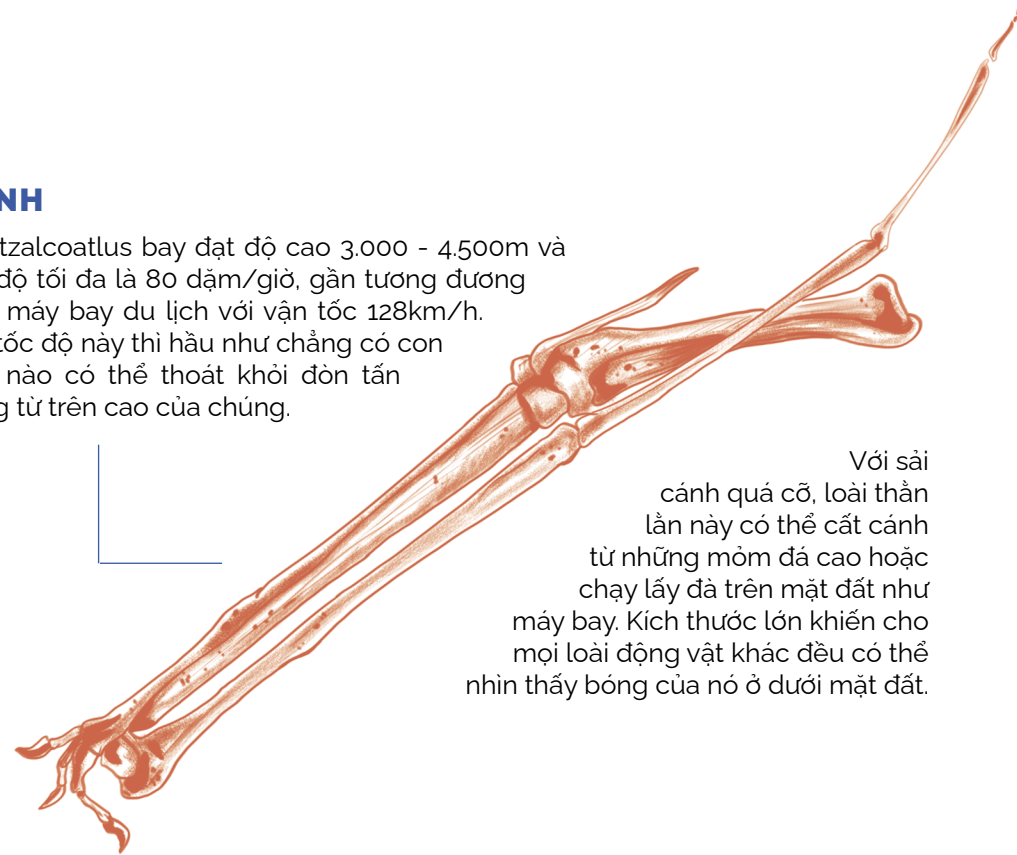 NH
tzalcoatlus bay đạt độ cao 3.000 - 4.500m và
độ tối đa là 80 dặm/giờ, gần tương đương
máy bay du lịch với vận tốc 128km/h.
tốc độ này thì hầu như chẳng có con
nào có thể thoát khỏi đòn tấn
g từ trên cao của chúng.
Với sải
cánh quá cỡ, loài thằn
lằn này có thể cất cánh
từ những mỏm đá cao hoặc
chạy lấy đà trên mặt đất như
máy bay. Kích thước lớn khiến cho
mọi loài động vật khác đều có thể
nhìn thấy bóng của nó ở dưới mặt đất.